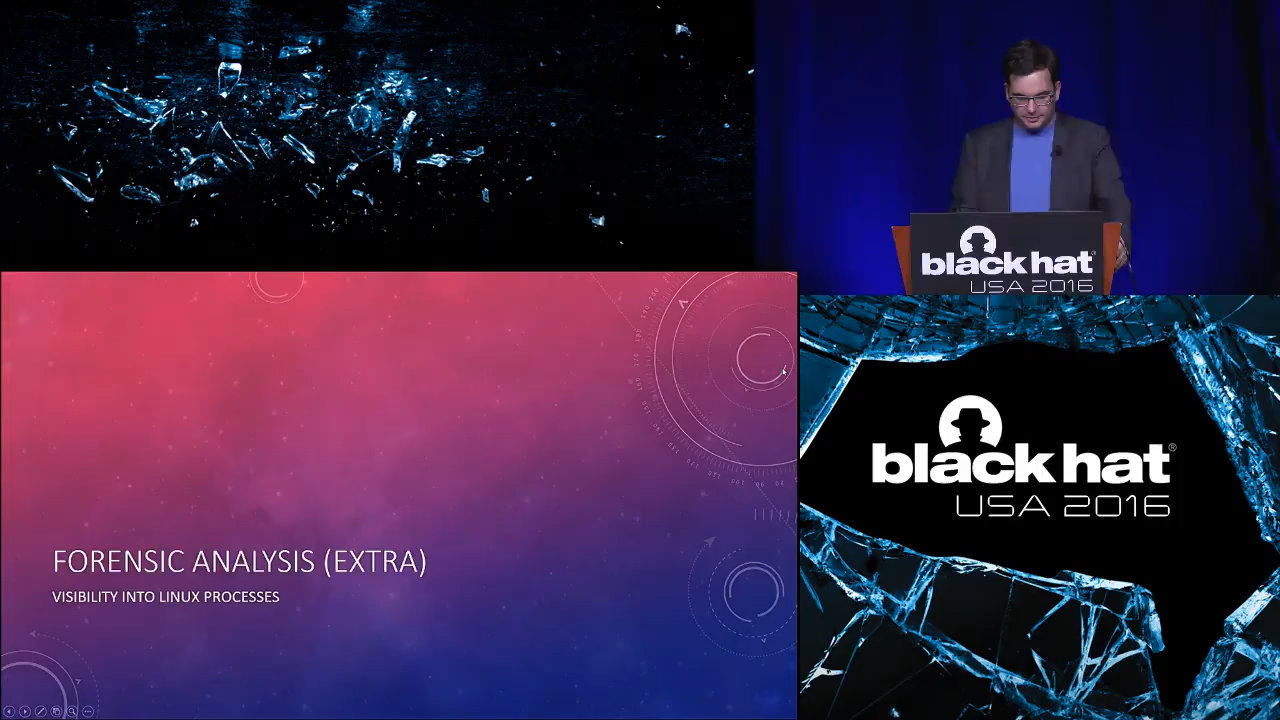 black hat
USA 2016
FORENSIC ANALYSIS (EXTRA)
VISIBILITY INTO LINUX PROCESSES
black hat®
USA 2016